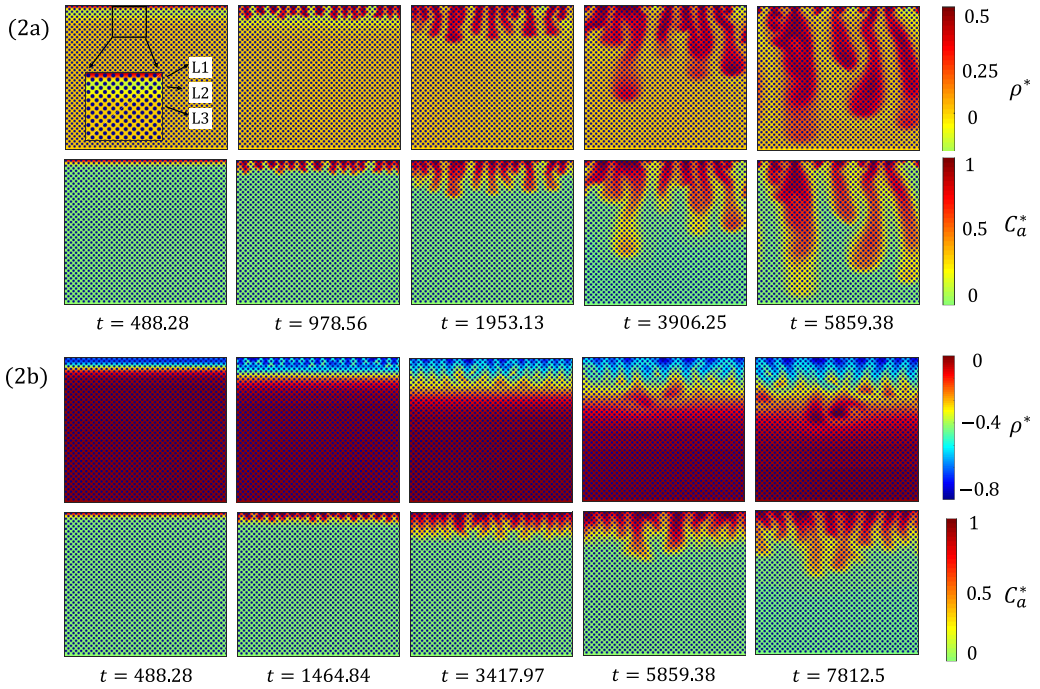 (2a)
L1
L2
L3
0.5
0.25
0
ρ*
1
0.5
0
C_a^*
t = 488.28
t = 978.56
t = 1953.13
t = 3906.25
t = 5859.38
(2b)
0
−0.4
−0.8
ρ*
1
0.5
0
C_a^*
t = 488.28
t = 1464.84
t = 3417.97
t = 5859.38
t = 7812.5